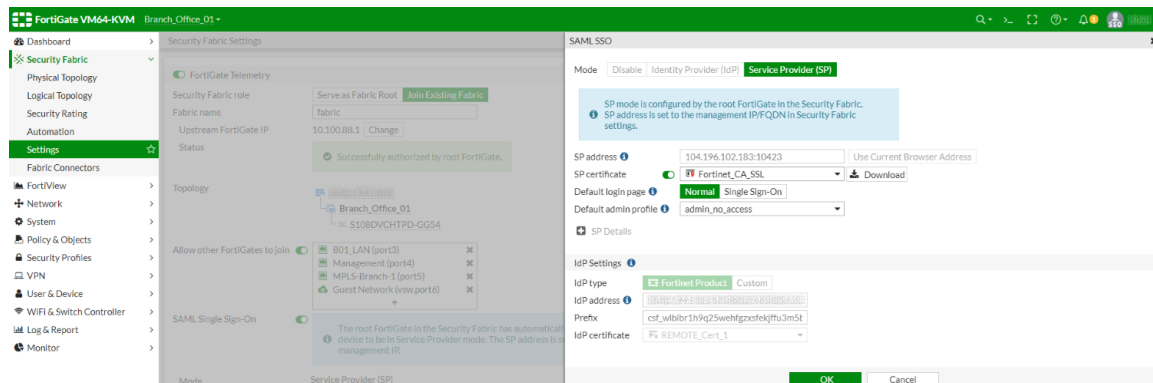 FortiGate VM64-KVM Branch_Office_01
Dashboard
Security Fabric
Physical Topology
Logical Topology
Security Rating
Automation
Settings
Fabric Connectors
FortiView
Network
System
Policy & Objects
Security Profiles
VPN
User & Device
WiFi & Switch Controller
Log & Report
Monitor
Security Fabric Settings
FortiGate Telemetry
Security Fabric role Serve as Fabric Root Join Existing Fabric
Fabric name fabric
Upstream FortiGate IP 10.100.88.1 Change
Status
Successfully authorized by root FortiGate.
Topology
Branch_Office_01
S108DVCHTPD-GG54
Allow other FortiGates to join B01_LAN (port3)
Management (port4)
MPLS-Branch-1 (port5)
Guest Network (vsw.port6)
+
SAML Single Sign-On
The root FortiGate in the Security Fabric has automatical
device to be in Service Provider mode. The SP address is se
management IP.
Mode Service Provider (SP)
SSO
SAML SSO
Mode Disable Identity Provider (IdP) Service Provider (SP)
SP mode is configured by the root FortiGate in the Security Fabric.
SP address is set to the management IP/FQDN in Security Fabric
settings.
SP address 104.196.102.183:10423 Use Current Browser Address
SP certificate Fortinet_CA_SSL Download
Default login page Normal Single Sign-On
Default admin profile admin_no_access
SP Details
IdP Settings
IdP type Fortinet Product Custom
IdP address
Prefix
IdP certificate REMOTE_Cert_1
OK Cancel